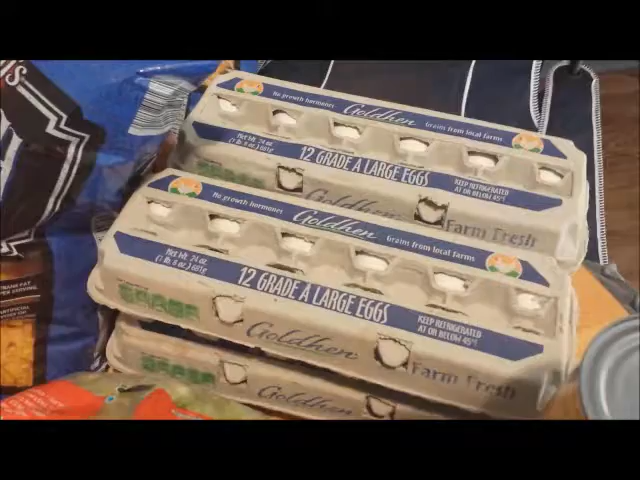 No growth hormones Goldhen Grains from local farms
Net Wt. 24 oz. 12 GRADE A LARGE EGGS KEEP REFRIGERATED
(1 lb. 8 oz.) 681g AT OR BELOW 45°F
Goldhen Farm Fresh
No growth hormones Goldhen Grains from local farms
Net Wt. 24 oz. 12 GRADE A LARGE EGGS KEEP REFRIGERATED
(1 lb. 8 oz.) 681g AT OR BELOW 45°F
Goldhen Farm Fresh
Goldhen